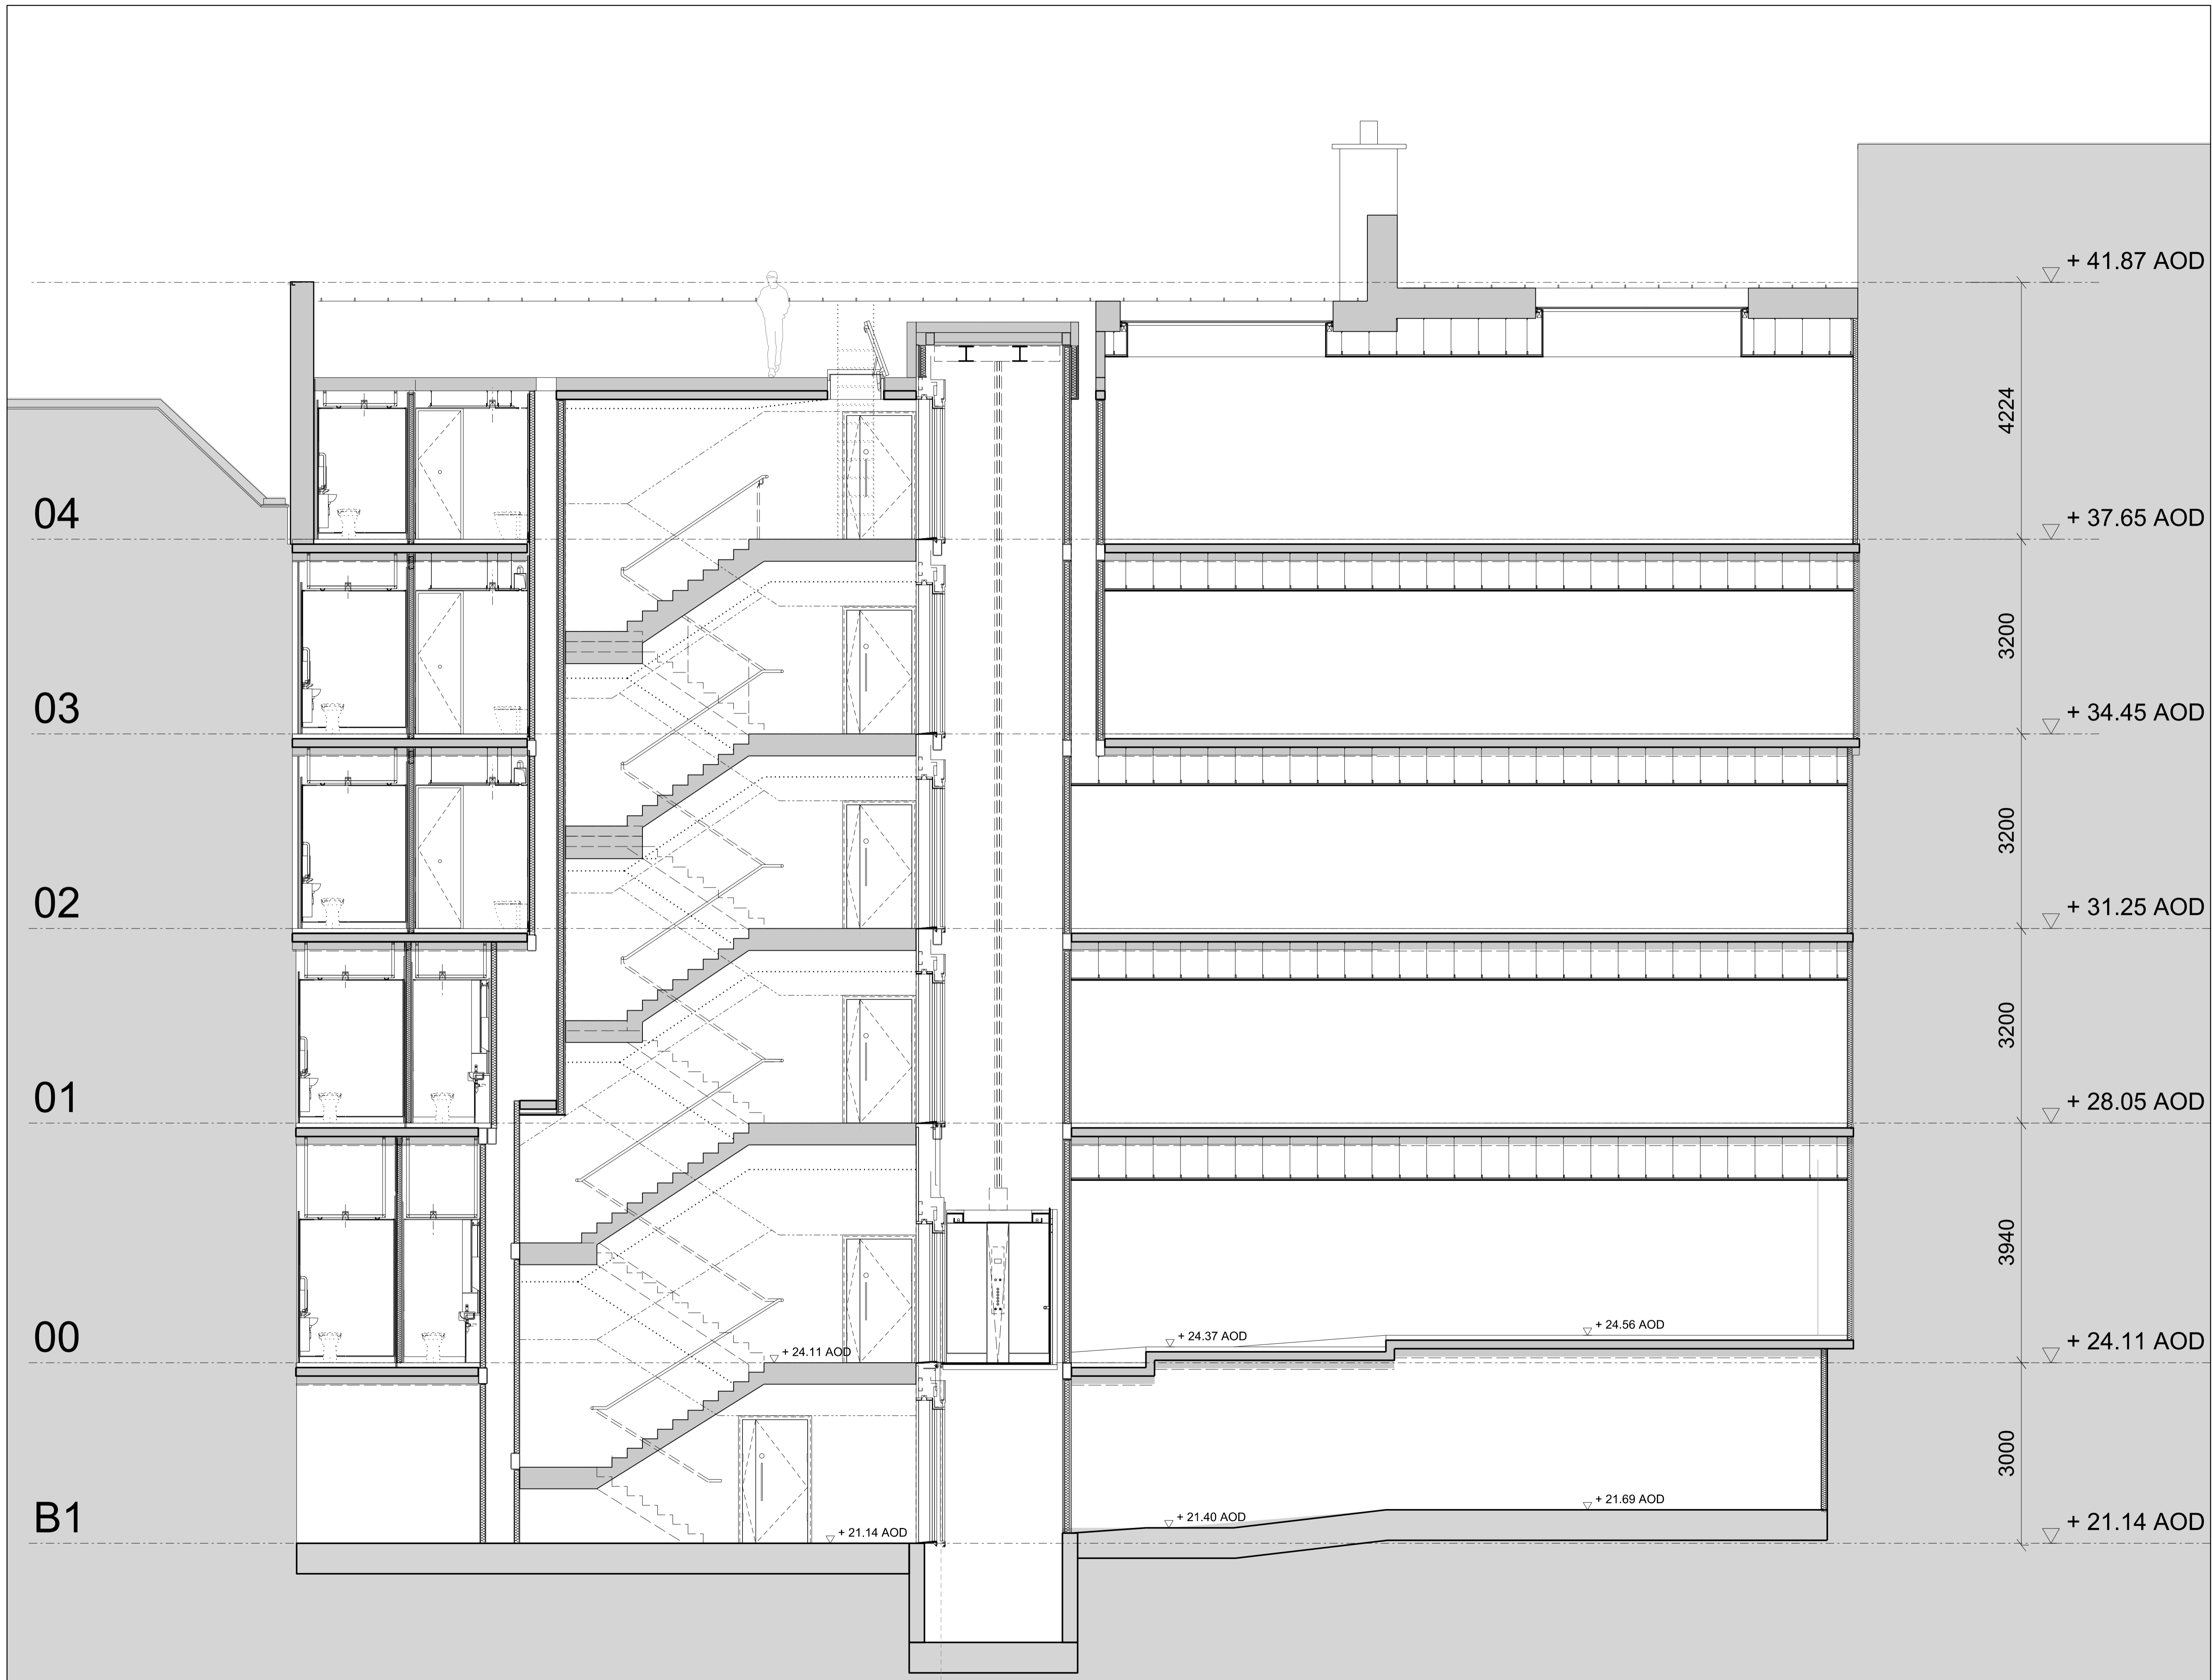 + 41.87 AOD
4224
04
+ 37.65 AOD
3200
03
+ 34.45 AOD
3200
02
+ 31.25 AOD
3200
01
+ 28.05 AOD
3940
+ 24.56 AOD
+ 24.37 AOD
00
+ 24.11 AOD
+ 24.11 AOD
3000
+ 21.69 AOD
+ 21.40 AOD
B1
+ 21.14 AOD
+ 21.14 AOD